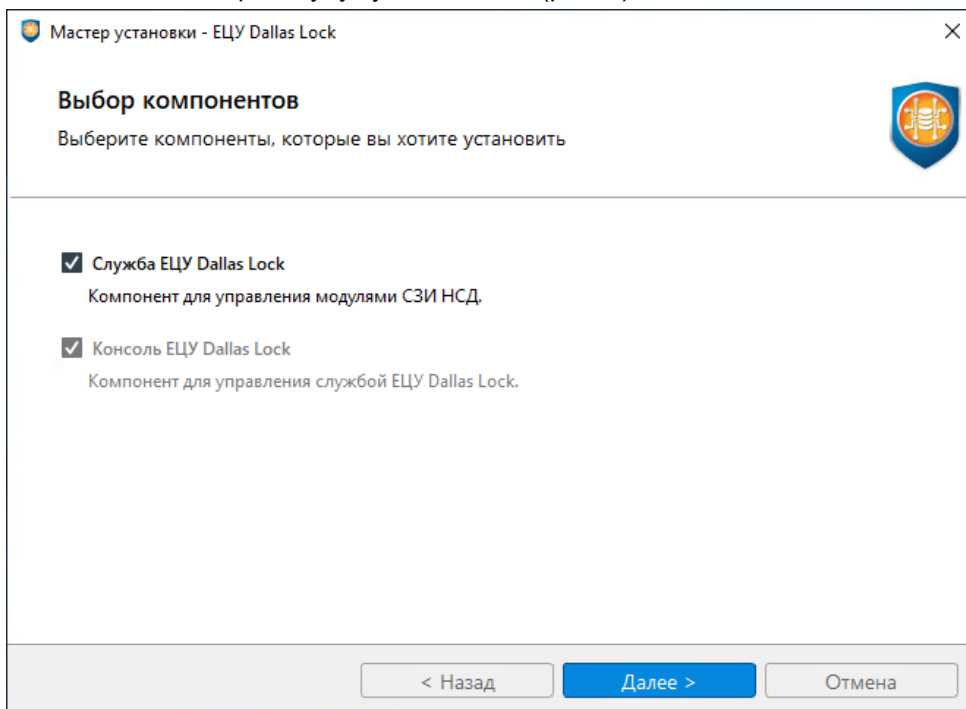 Мастер установки - ЕЦУ Dallas Lock
Выбор компонентов
Выберите компоненты, которые вы хотите установить
Служба ЕЦУ Dallas Lock
Компонент для управления модулями СЗИ НСД.
Консоль ЕЦУ Dallas Lock
Компонент для управления службой ЕЦУ Dallas Lock.
< Назад
Далее >
Отмена